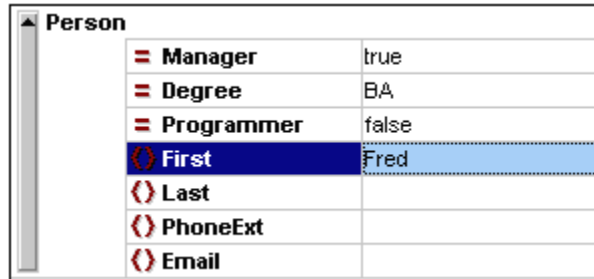 Person
= Manager true
= Degree BA
= Programmer false
() First Fred
() Last
() PhoneExt
() Email